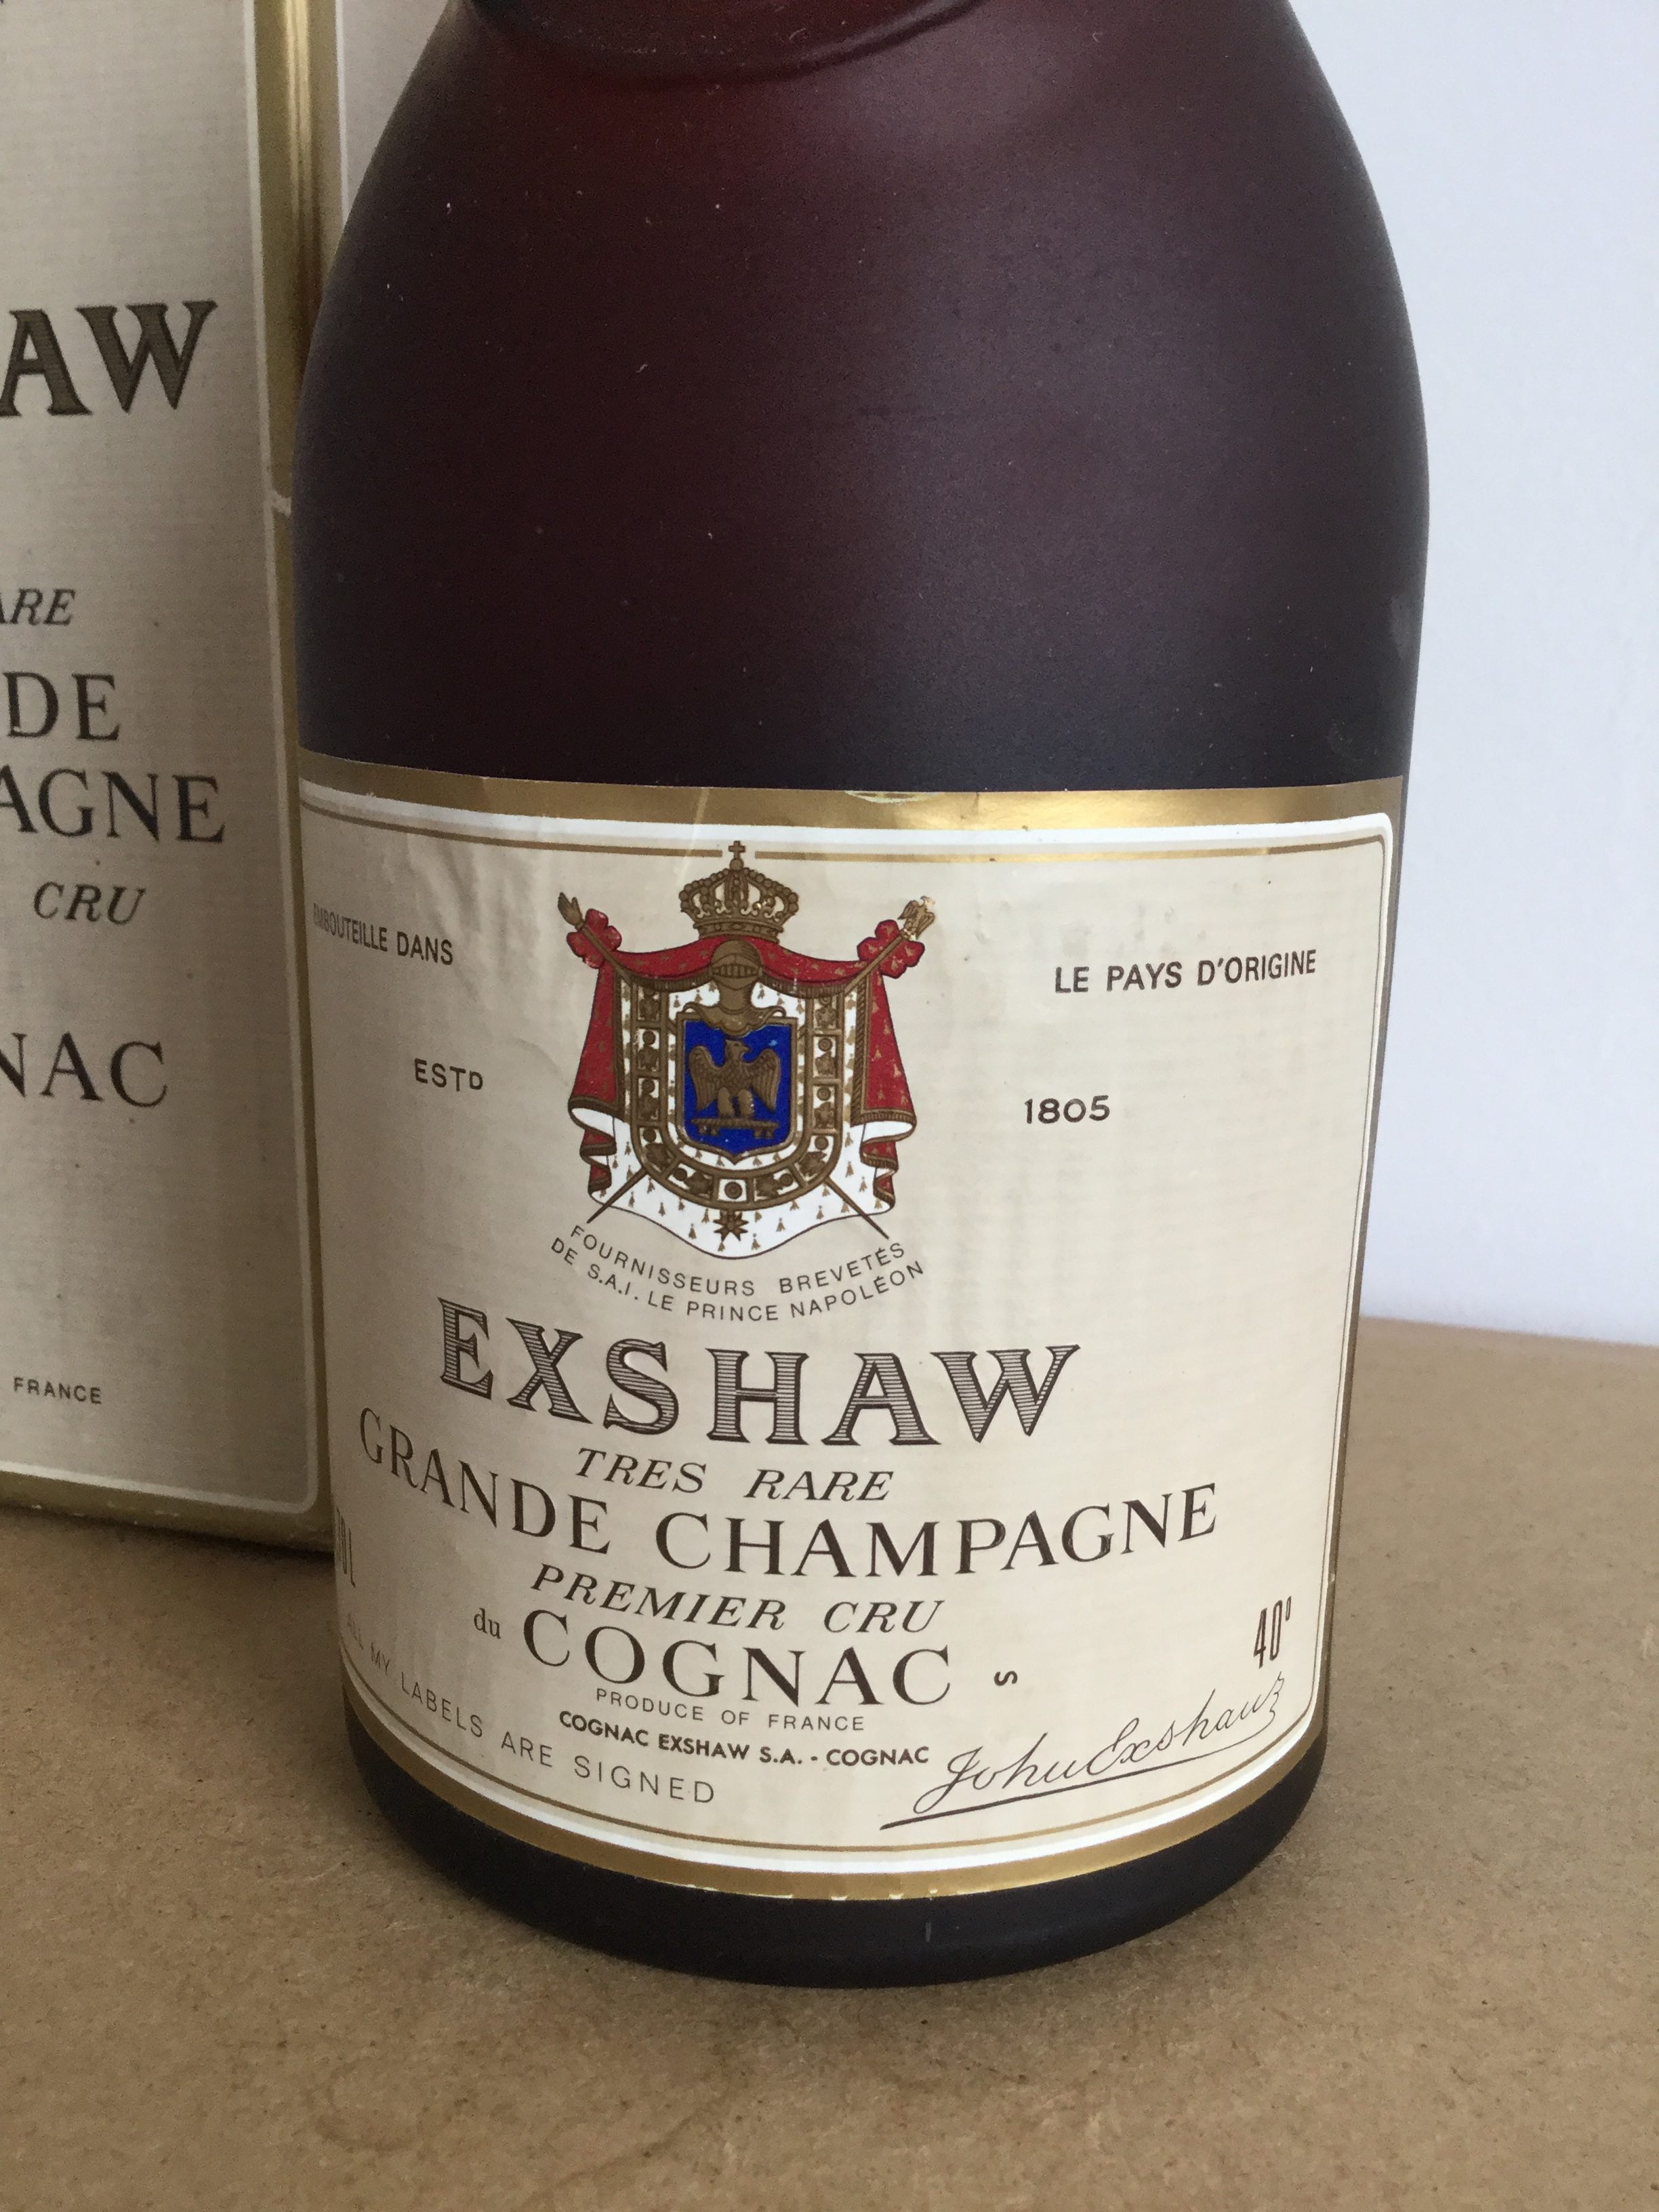 AW
ARE
DE
AGNE
CRU
NAC
FRANCE
EMBOUTEILLE DANS
LE PAYS D'ORIGINE
ESTD
1805
FOURNISSEURS BREVETÉS
DE S.A.I. LE PRINCE NAPOLÉON
EXSHAW
TRES RARE
GRANDE CHAMPAGNE
PREMIER CRU
du COGNAC S
40°
PRODUCE OF FRANCE
COGNAC EXSHAW S.A. - COGNAC
ALL MY LABELS ARE SIGNED
John Exshaw